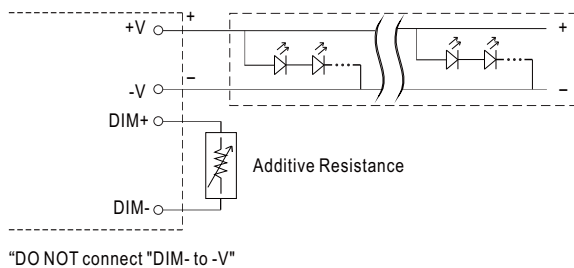 +V + +
-V − −
DIM+
Additive Resistance
DIM-
“DO NOT connect "DIM- to -V"